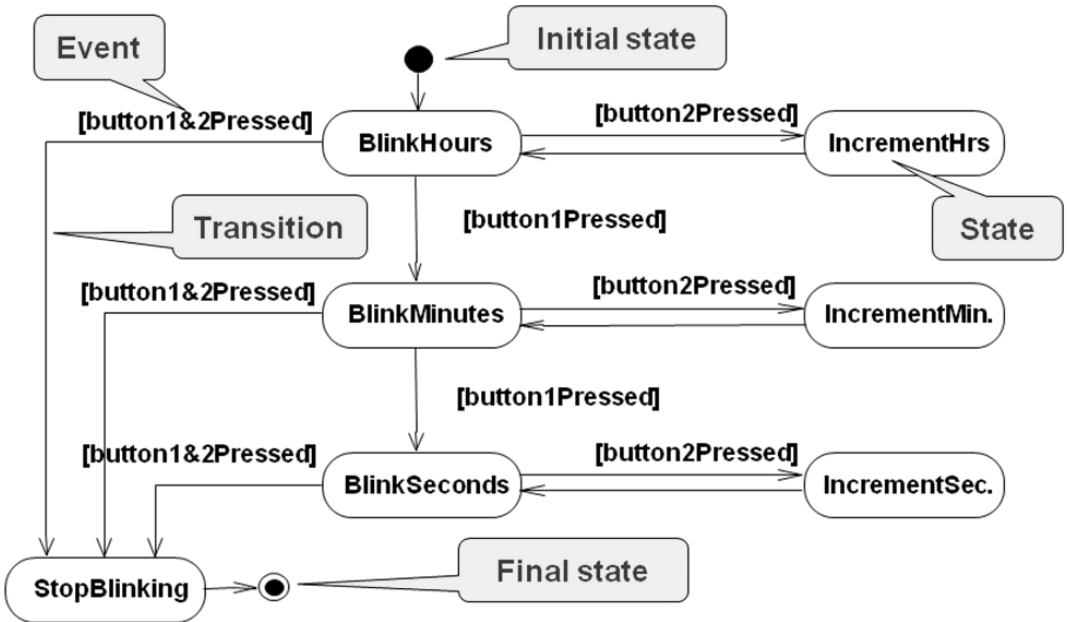 Event
Initial state
[button1&2Pressed]
[button2Pressed]
BlinkHours
IncrementHrs
Transition
[button1Pressed]
State
[button1&2Pressed]
[button2Pressed]
BlinkMinutes
IncrementMin.
[button1Pressed]
[button1&2Pressed]
[button2Pressed]
BlinkSeconds
IncrementSec.
StopBlinking
Final state